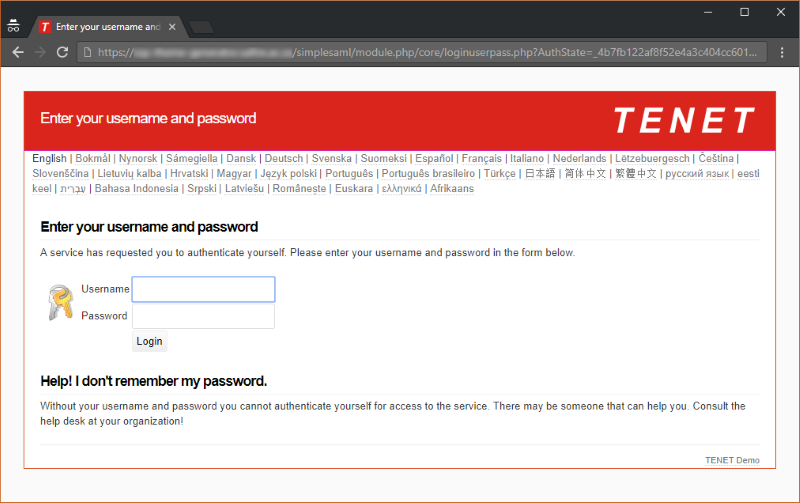 Enter your username and
https://
/simplesaml/module.php/core/loginuserpass.php?AuthState=_4b7fb122af8f52e4a3c404cc601...
Enter your username and password
TENET
English | Bokmål | Nynorsk | Sámegiella | Dansk | Deutsch | Svenska | Suomeksi | Español | Français | Italiano | Nederlands | Lëtzebuergesch | Čeština |
Slovenščina | Lietuvių kalba | Hrvatski | Magyar | Język polski | Português | Português brasileiro | Türkçe | 日本語 | 简体中文 | 繁體中文 | русский язык | eesti
keel | עִבְרִית | Bahasa Indonesia | Srpski | Latviešu | Românește | Euskara | ελληνικά | Afrikaans
Enter your username and password
A service has requested you to authenticate yourself. Please enter your username and password in the form below.
Username
Password
Login
Help! I don't remember my password.
Without your username and password you cannot authenticate yourself for access to the service. There may be someone that can help you. Consult the
help desk at your organization!
TENET Demo